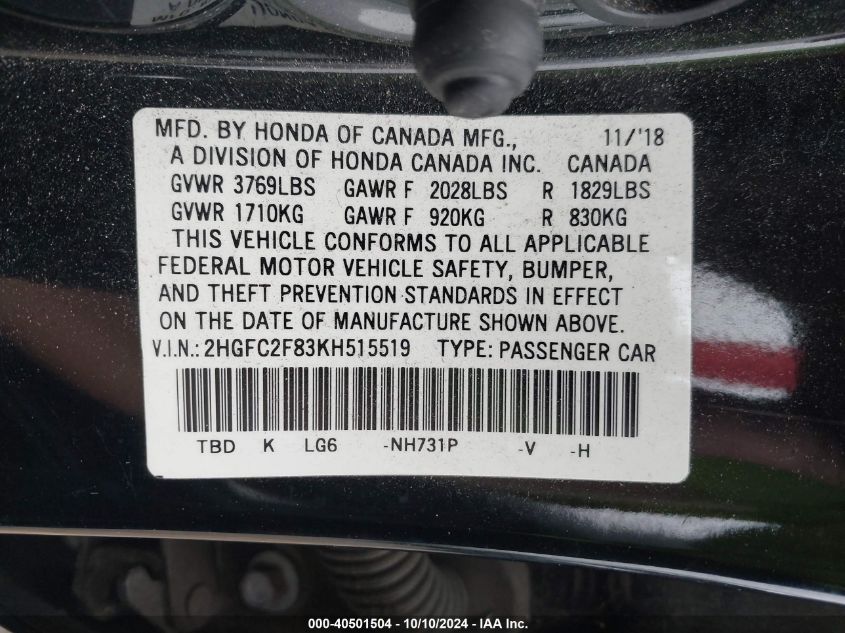 MFD. BY HONDA OF CANADA MFG., 11/'18
A DIVISION OF HONDA CANADA INC. CANADA
GVWR 3769LBS GAWR F 2028LBS R 1829LBS
GVWR 1710KG GAWR F 920KG R 830KG
THIS VEHICLE CONFORMS TO ALL APPLICABLE
FEDERAL MOTOR VEHICLE SAFETY, BUMPER,
AND THEFT PREVENTION STANDARDS IN EFFECT
ON THE DATE OF MANUFACTURE SHOWN ABOVE.
V.I.N.: 2HGFC2F83KH515519 TYPE: PASSENGER CAR
TBD K LG6 -NH731P -V -H
000-40501504 - 10/10/2024 - IAA Inc.